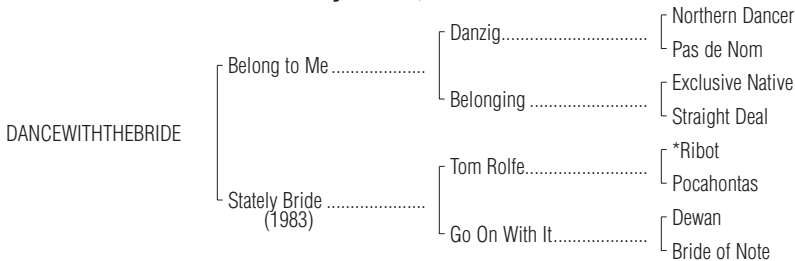 Northern Dancer
Danzig
Pas de Nom
Belong to Me
Exclusive Native
Belonging
Straight Deal
DANCEWITHTHEBRIDE
*Ribot
Tom Rolfe
Pocahontas
Stately Bride
(1983)
Dewan
Go On With It
Bride of Note